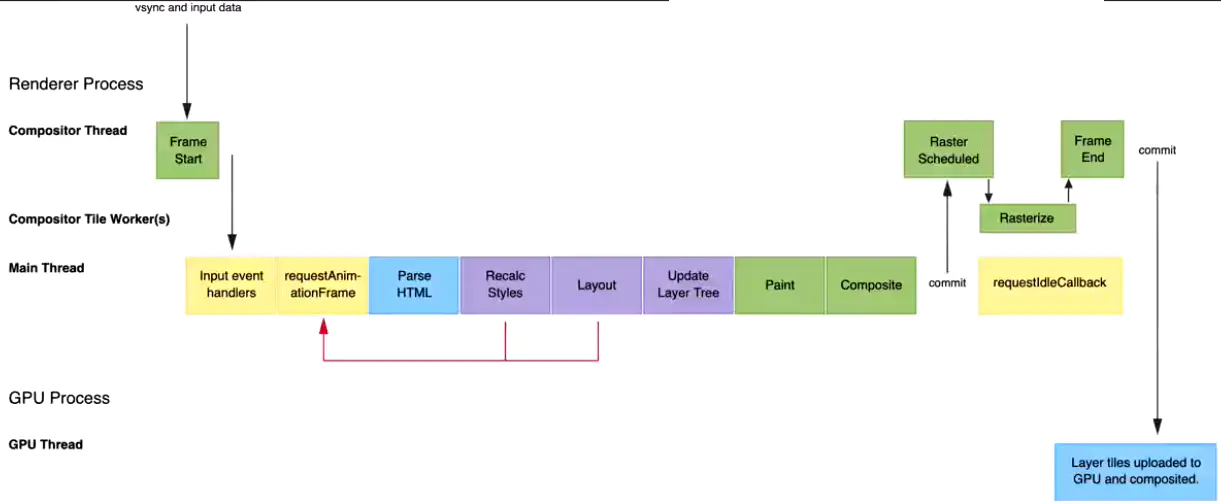 vsync and input data
Renderer Process
Compositor Thread
Frame
Start
Raster
Scheduled
Frame
End
commit
Compositor Tile Worker(s)
Rasterize
Main Thread
Input event
handlers
requestAnim-
ationFrame
Parse
HTML
Recalc
Styles
Layout
Update
Layer Tree
Paint
Composite
commit
requestIdleCallback
GPU Process
GPU Thread
Layer tiles uploaded to
GPU and composited.